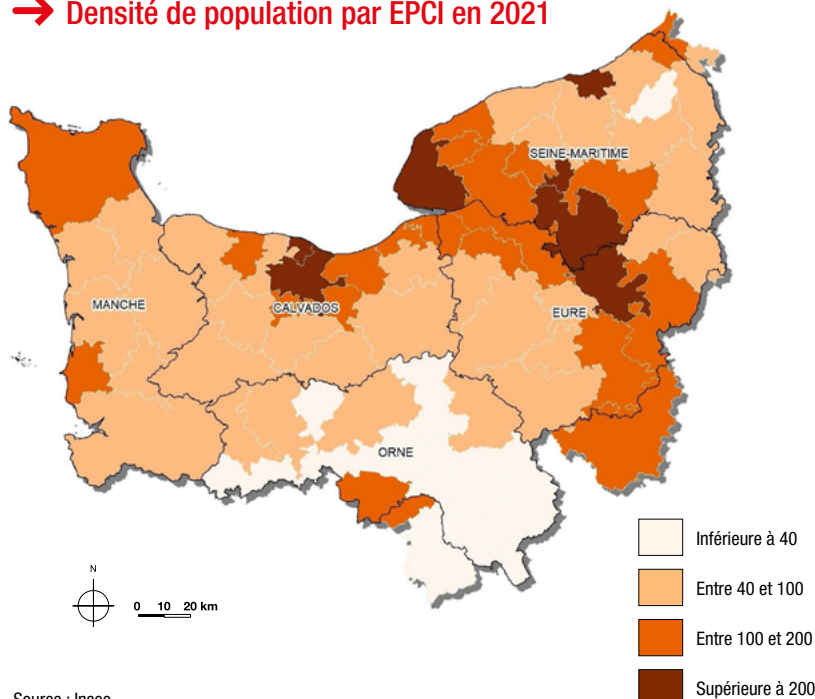 → Densité de population par EPCI en 2021
SEINE-MARITIME
MANCHE
CALVADOS
EURE
ORNE
Inférieure à 40
N
Entre 40 et 100
0 10 20 km
Entre 100 et 200
Supérieure à 200
Source : Insee